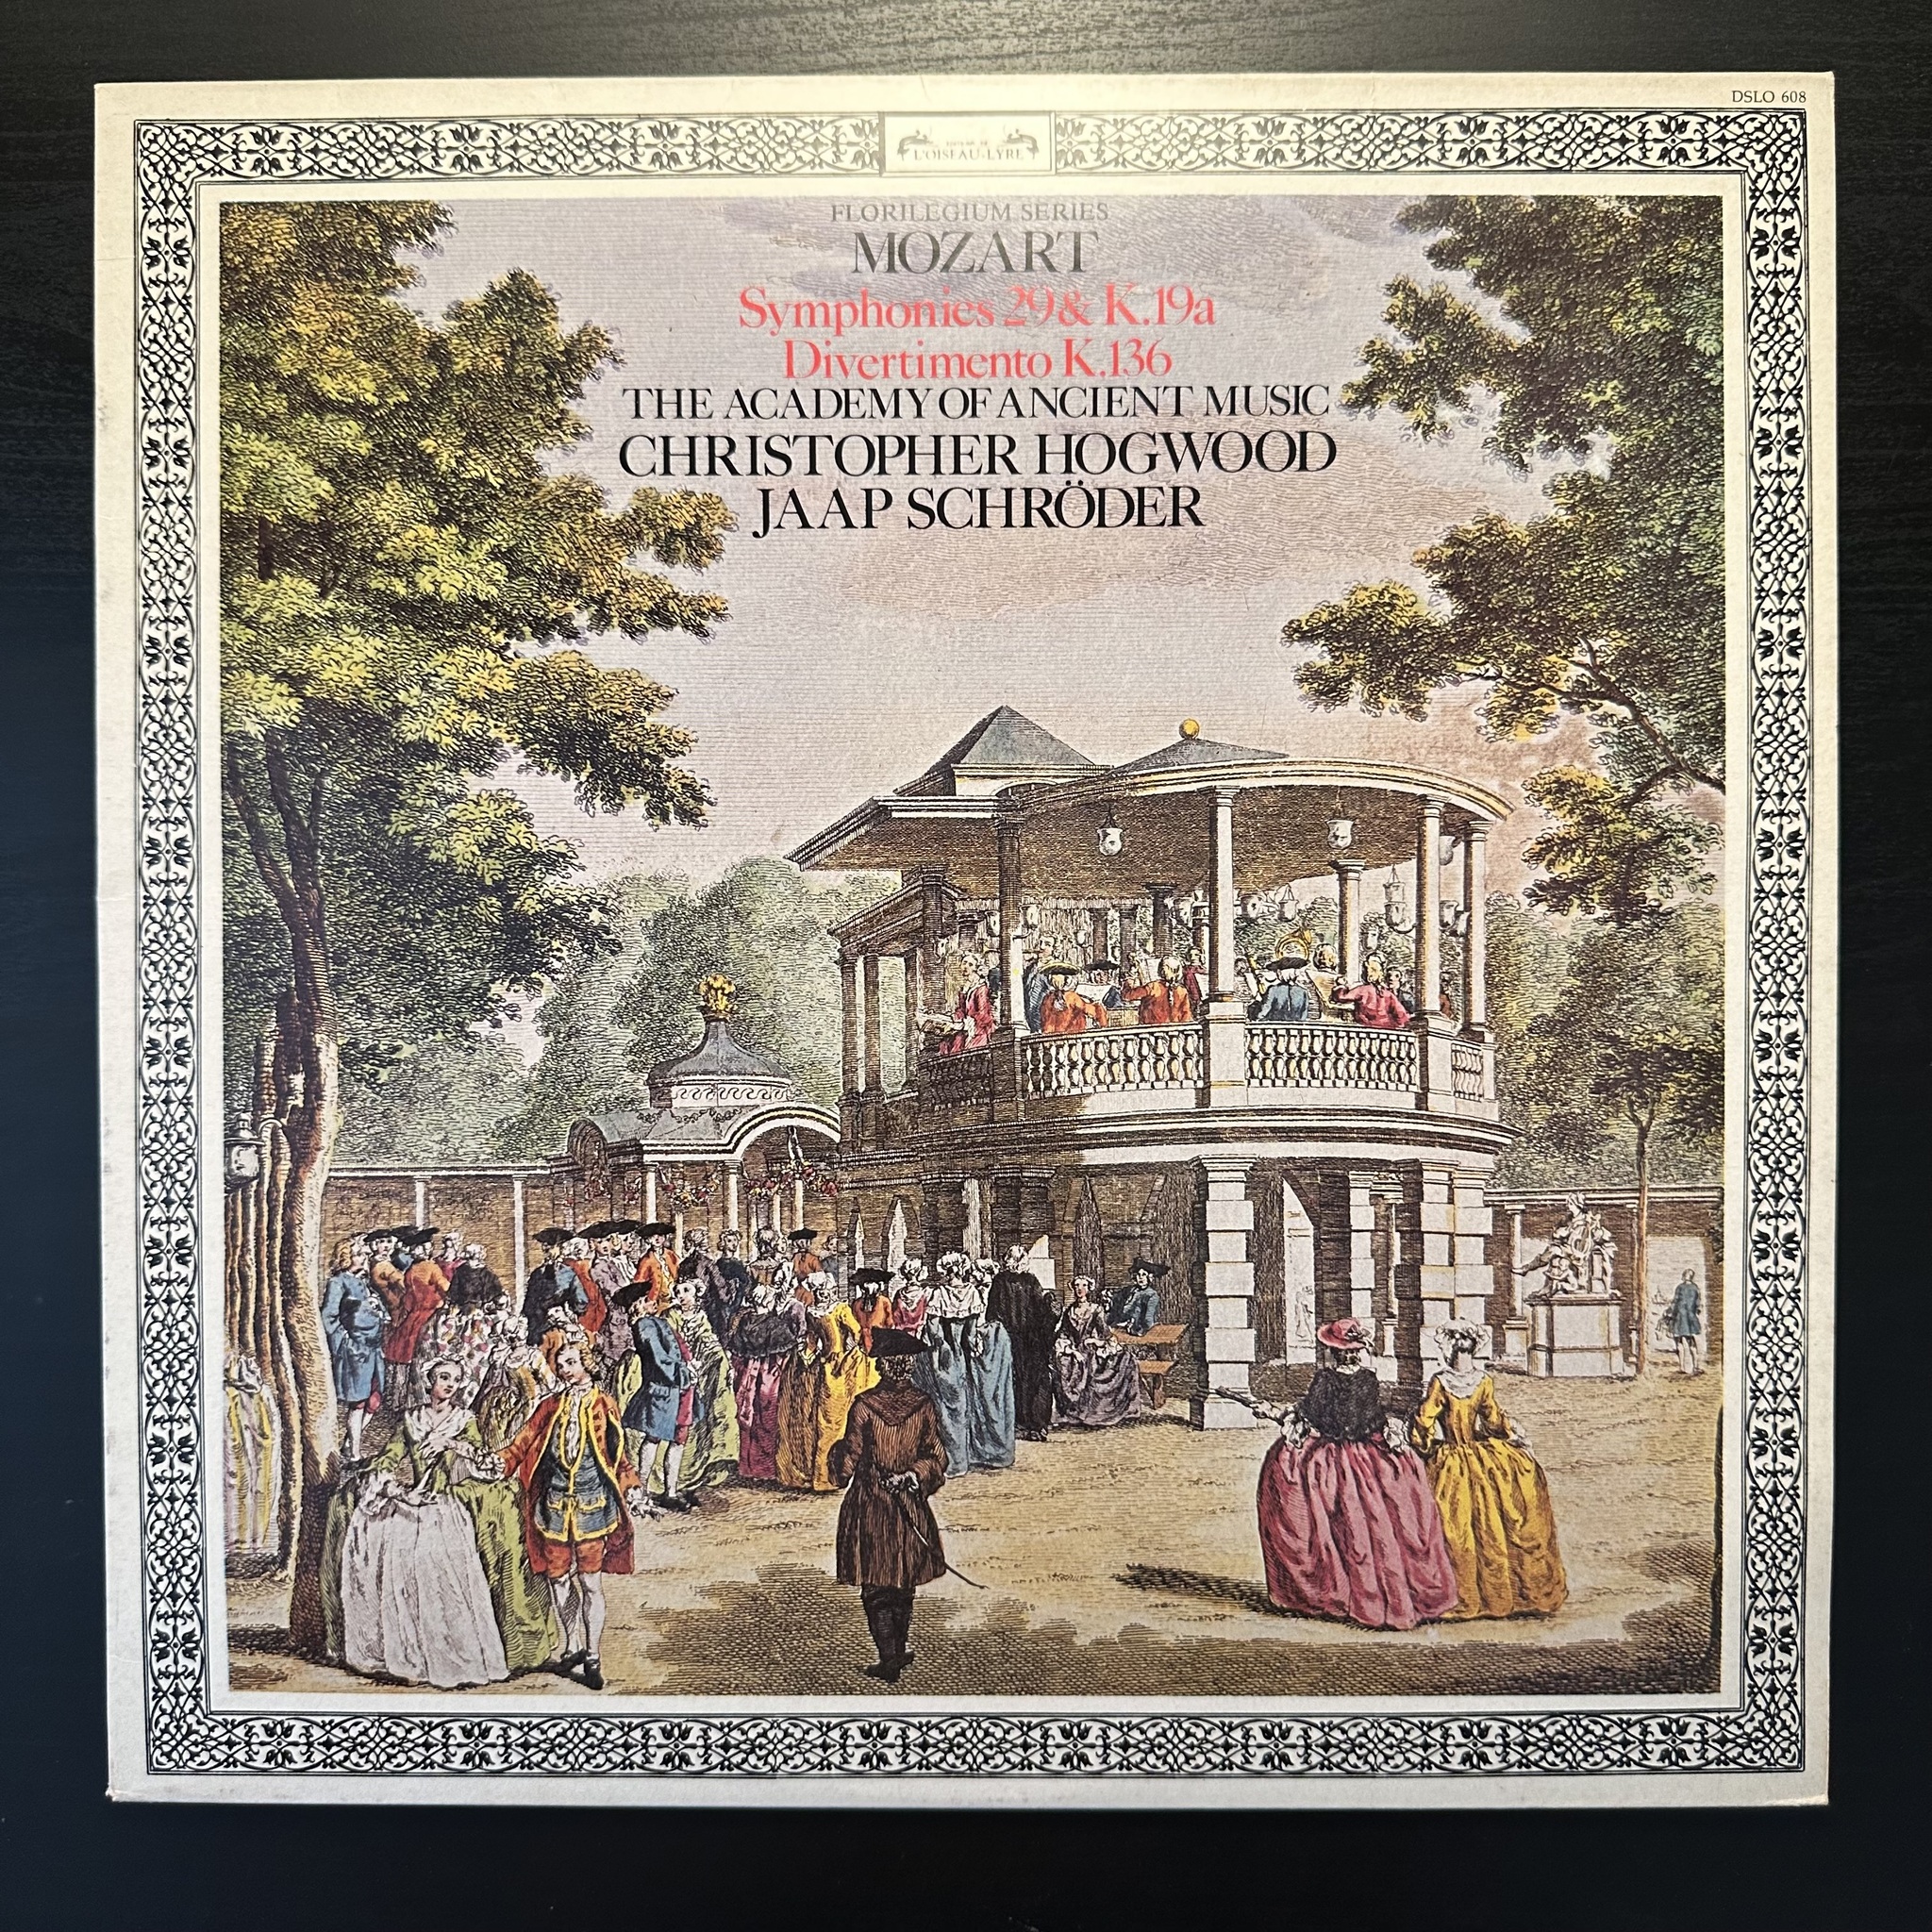 DSLO 608
L'OISEAU-LYRE
FLORILEGIUM SERIES
MOZART
Symphonies 29 & K.19a
Divertimento K.136
THE ACADEMY OF ANCIENT MUSIC
CHRISTOPHER HOGWOOD
JAAP SCHRÖDER